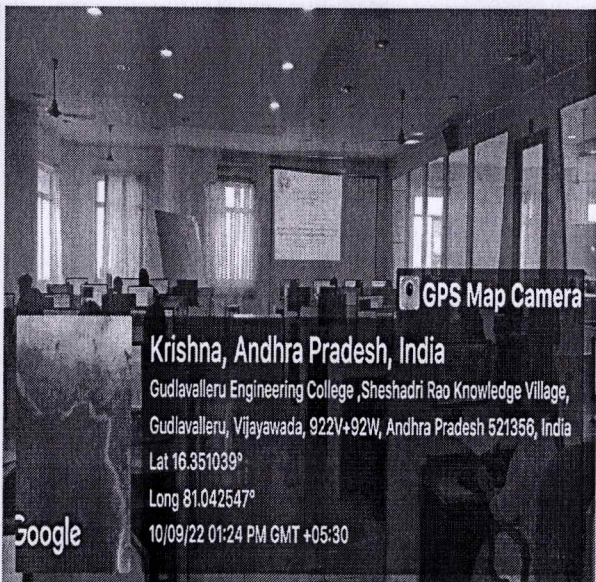 GPS Map Camera
Krishna, Andhra Pradesh, India
Gudlavalleru Engineering College ,Sheshadri Rao Knowledge Village,
Gudlavalleru, Vijayawada, 922V+92W, Andhra Pradesh 521356, India
Lat 16.351039°
Long 81.042547°
10/09/22 01:24 PM GMT +05:30
Google